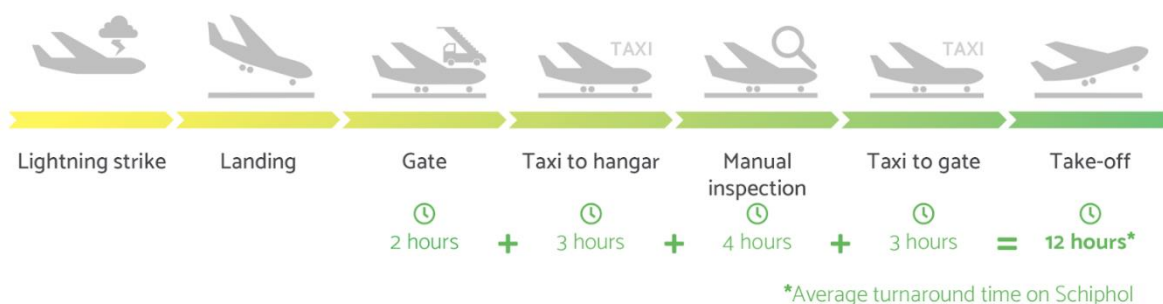 TAXI
TAXI
Lightning strike
Landing
Gate
Taxi to hangar
Manual
inspection
Taxi to gate
Take-off
2 hours + 3 hours + 4 hours + 3 hours = 12 hours*
*Average turnaround time on Schiphol